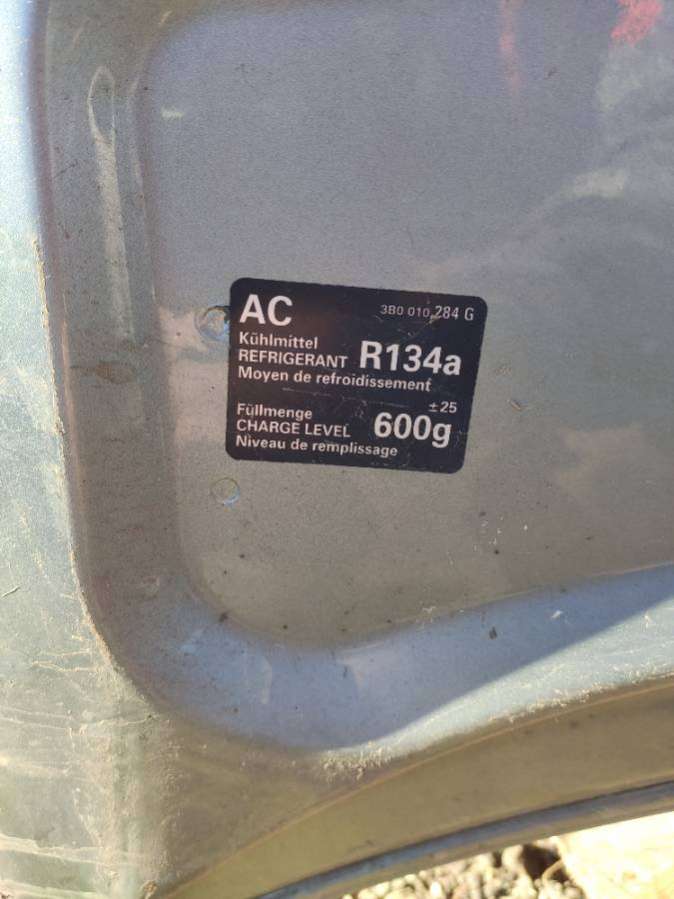 AC 3B0 010 284 G
Kühlmittel
REFRIGERANT R134a
Moyen de refroidissement
± 25
Füllmenge
CHARGE LEVEL 600g
Niveau de remplissage